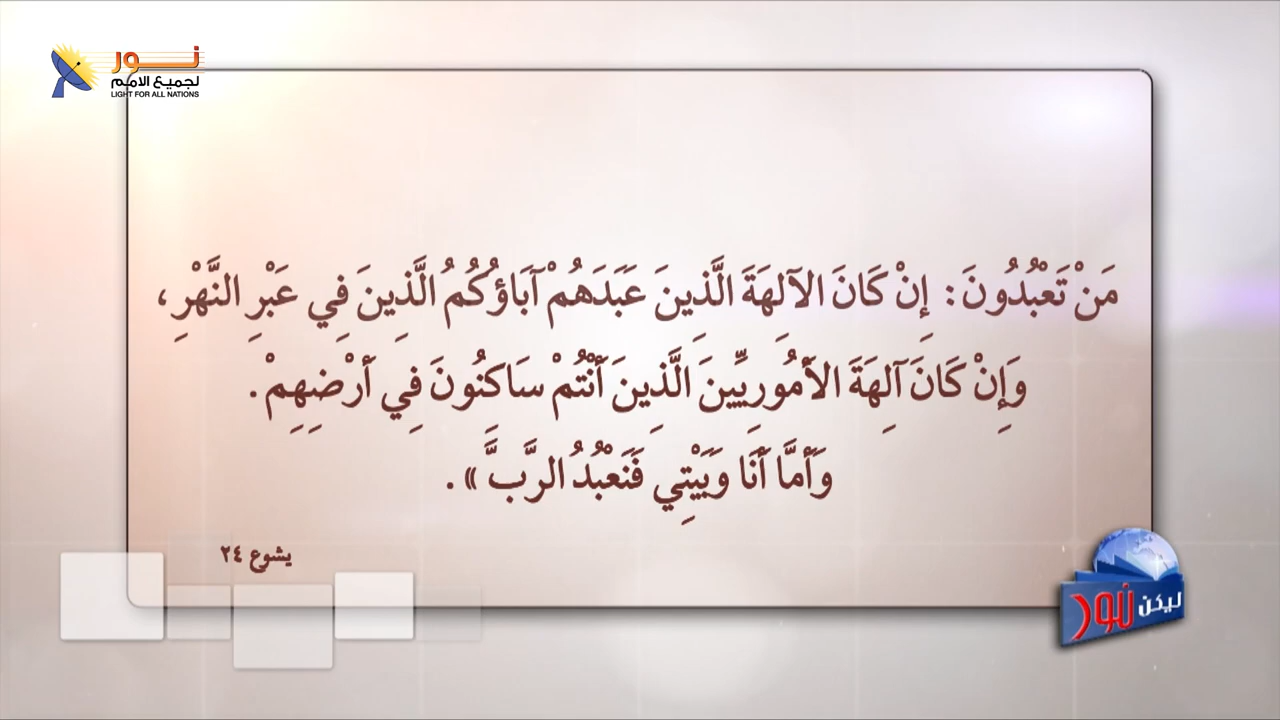 نور
لجميع الامم
LIGHT FOR ALL NATIONS
مَنْ تَعْبُدُونَ: إِنْ كَانَ الآلِهَةَ الَّذِينَ عَبَدَهُمْ آبَاؤُكُمُ الَّذِينَ فِي عَبْرِ النَّهْرِ،
وَإِنْ كَانَ آلِهَةَ الأَمُورِيِّينَ الَّذِينَ أَنْتُمْ سَاكِنُونَ فِي أَرْضِهِمْ.
وَأَمَّا أَنَا وَبَيْتِي فَنَعْبُدُ الرَّبَّ».
يشوع ٢٤
ليكن نور